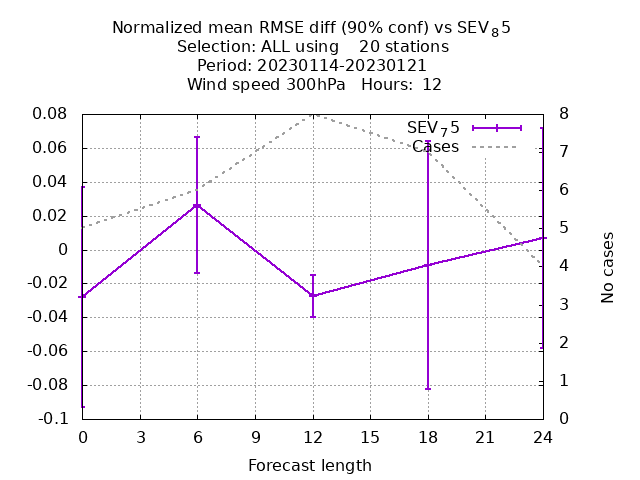 Normalized mean RMSE diff (90% conf) vs SEV85
Selection: ALL using 20 stations
Period: 20230114-20230121
Wind speed 300hPa Hours: 12
SEV75
Cases
0.08
0.06
0.04
0.02
0
-0.02
-0.04
-0.06
-0.08
-0.1
8
7
6
5
4
3
2
1
0
No cases
0 3 6 9 12 15 18 21 24
Forecast length